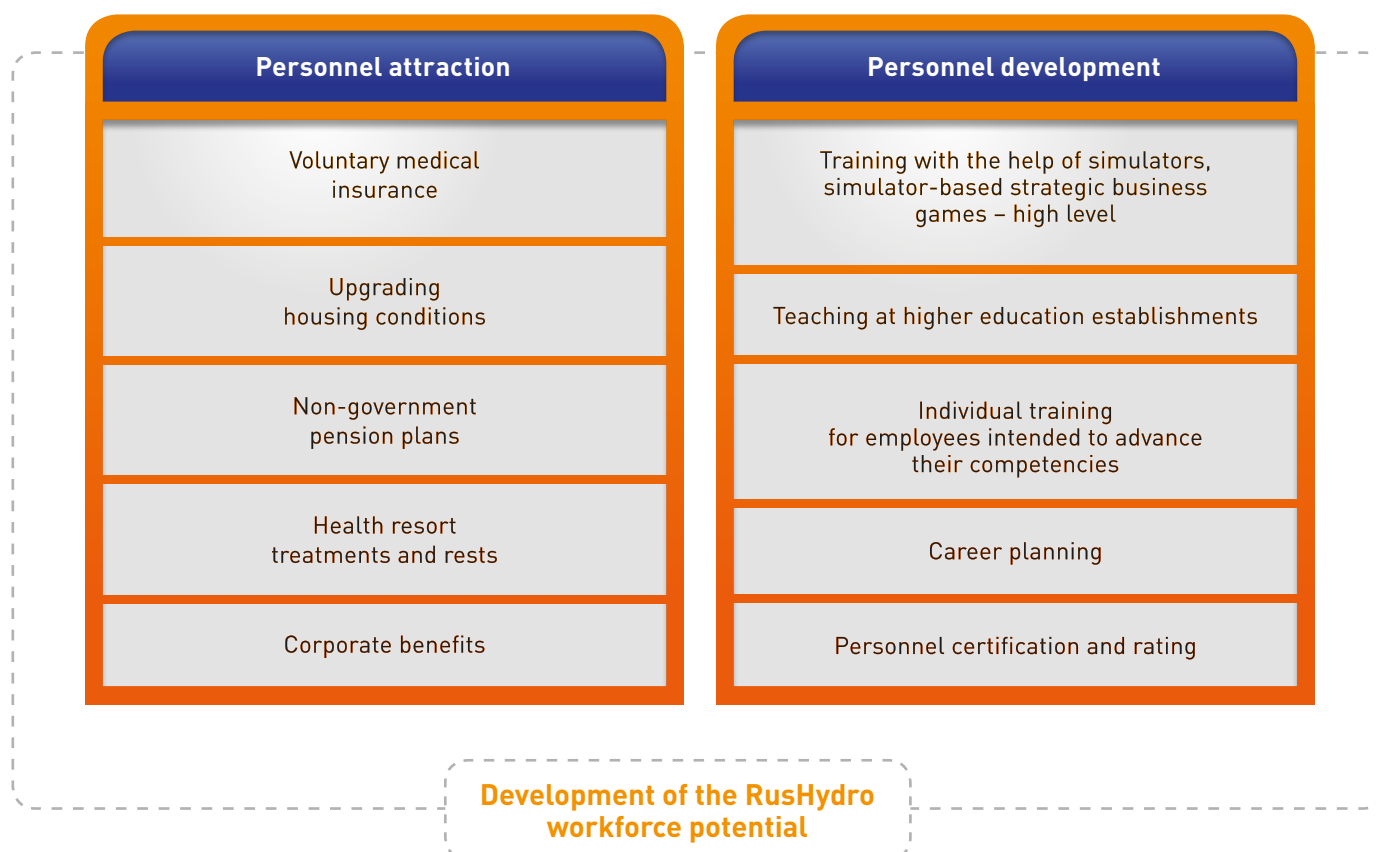 Personnel attraction
Voluntary medical
insurance
Upgrading
housing conditions
Non-government
pension plans
Health resort
treatments and rests
Corporate benefits
Personnel development
Training with the help of simulators,
simulator-based strategic business
games – high level
Teaching at higher education establishments
Individual training
for employees intended to advance
their competencies
Career planning
Personnel certification and rating
Development of the RusHydro
workforce potential